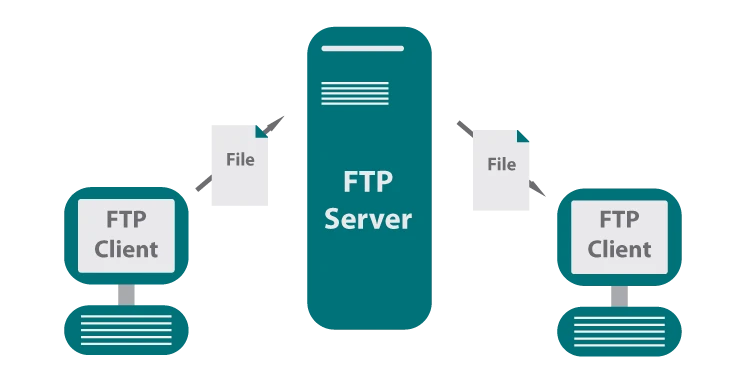 File
FTP
Server
File
FTP
Client
FTP
Client